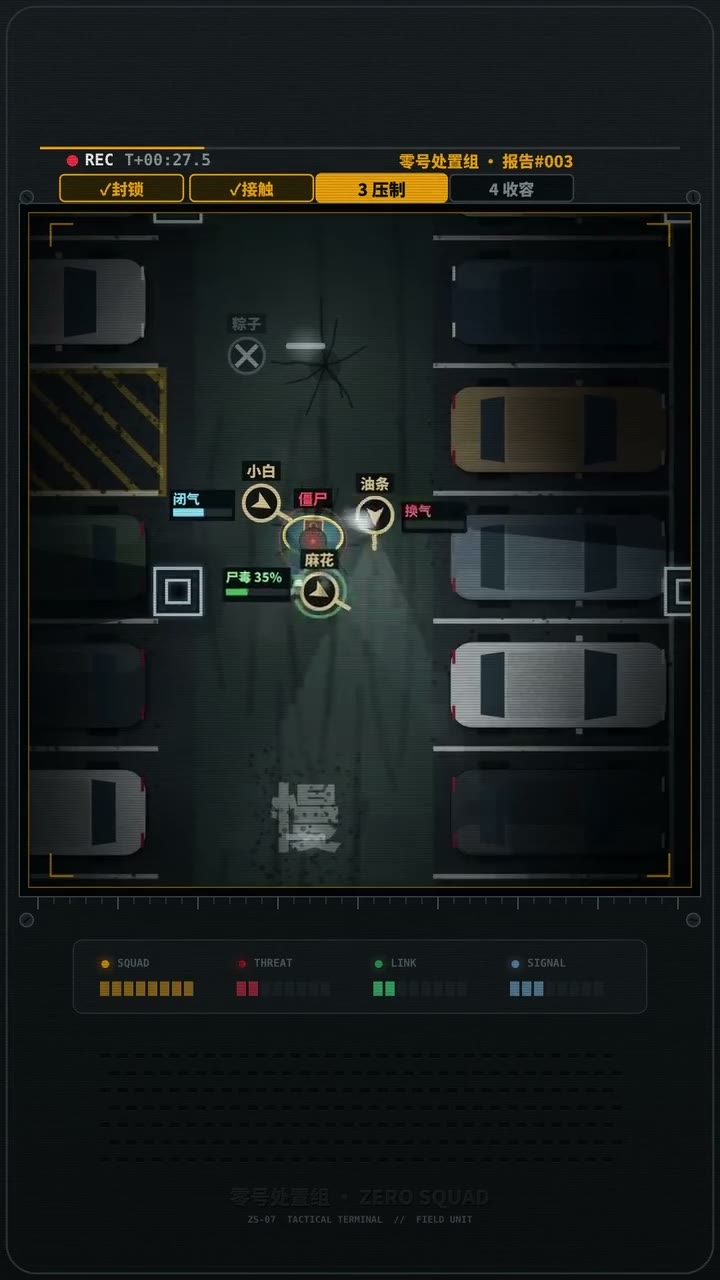 REC T+00:27.5
零号处置组 · 报告#003
✓封锁
✓接触
3 压制
4 收容
粽子
小白
油条
闭气
僵尸
换气
麻花
尸毒 35%
慢
SQUAD
THREAT
LINK
SIGNAL
零号处置组 · ZERO SQUAD
ZS-07 TACTICAL TERMINAL // FIELD UNIT